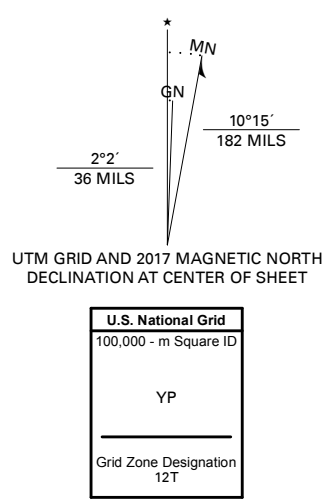 ★
MN
GN
10°15´
182 MILS
2°2´
36 MILS
UTM GRID AND 2017 MAGNETIC NORTH
DECLINATION AT CENTER OF SHEET
U.S. National Grid
100,000 - m Square ID
YP
Grid Zone Designation
12T